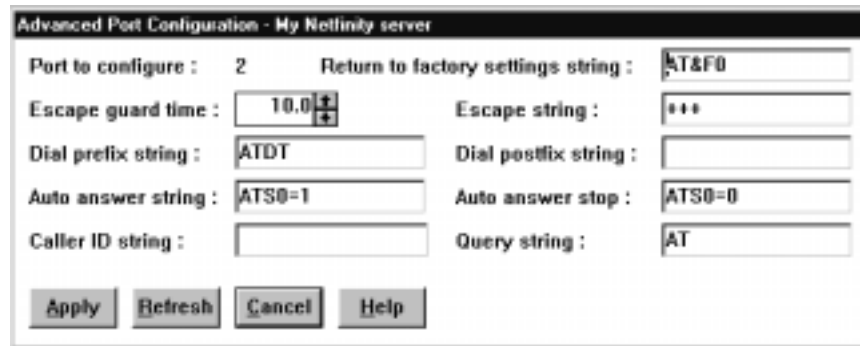 Advanced Port Configuration - My Netfinity server
Port to configure : 2 Return to factory settings string : AT&F0
Escape guard time : 10.0 Escape string : +++
Dial prefix string : ATDT Dial postfix string :
Auto answer string : ATS0=1 Auto answer stop : ATS0=0
Caller ID string : Query string : AT
Apply Refresh Cancel Help